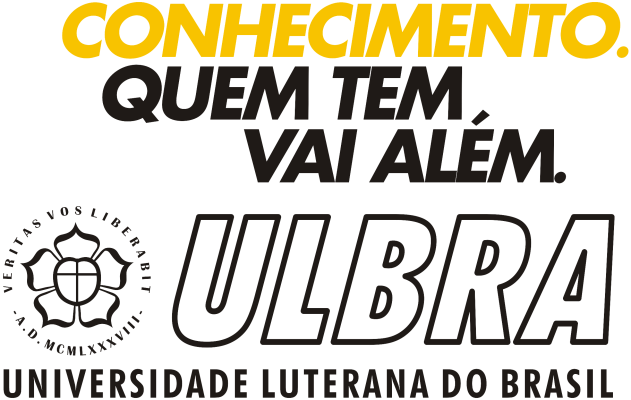 CONHECIMENTO.
QUEM TEM
VAI ALÉM.
VERITAS VOS LIBERABIT
- A.D. MCMLXXXVIII -
ULBRA
UNIVERSIDADE LUTERANA DO BRASIL